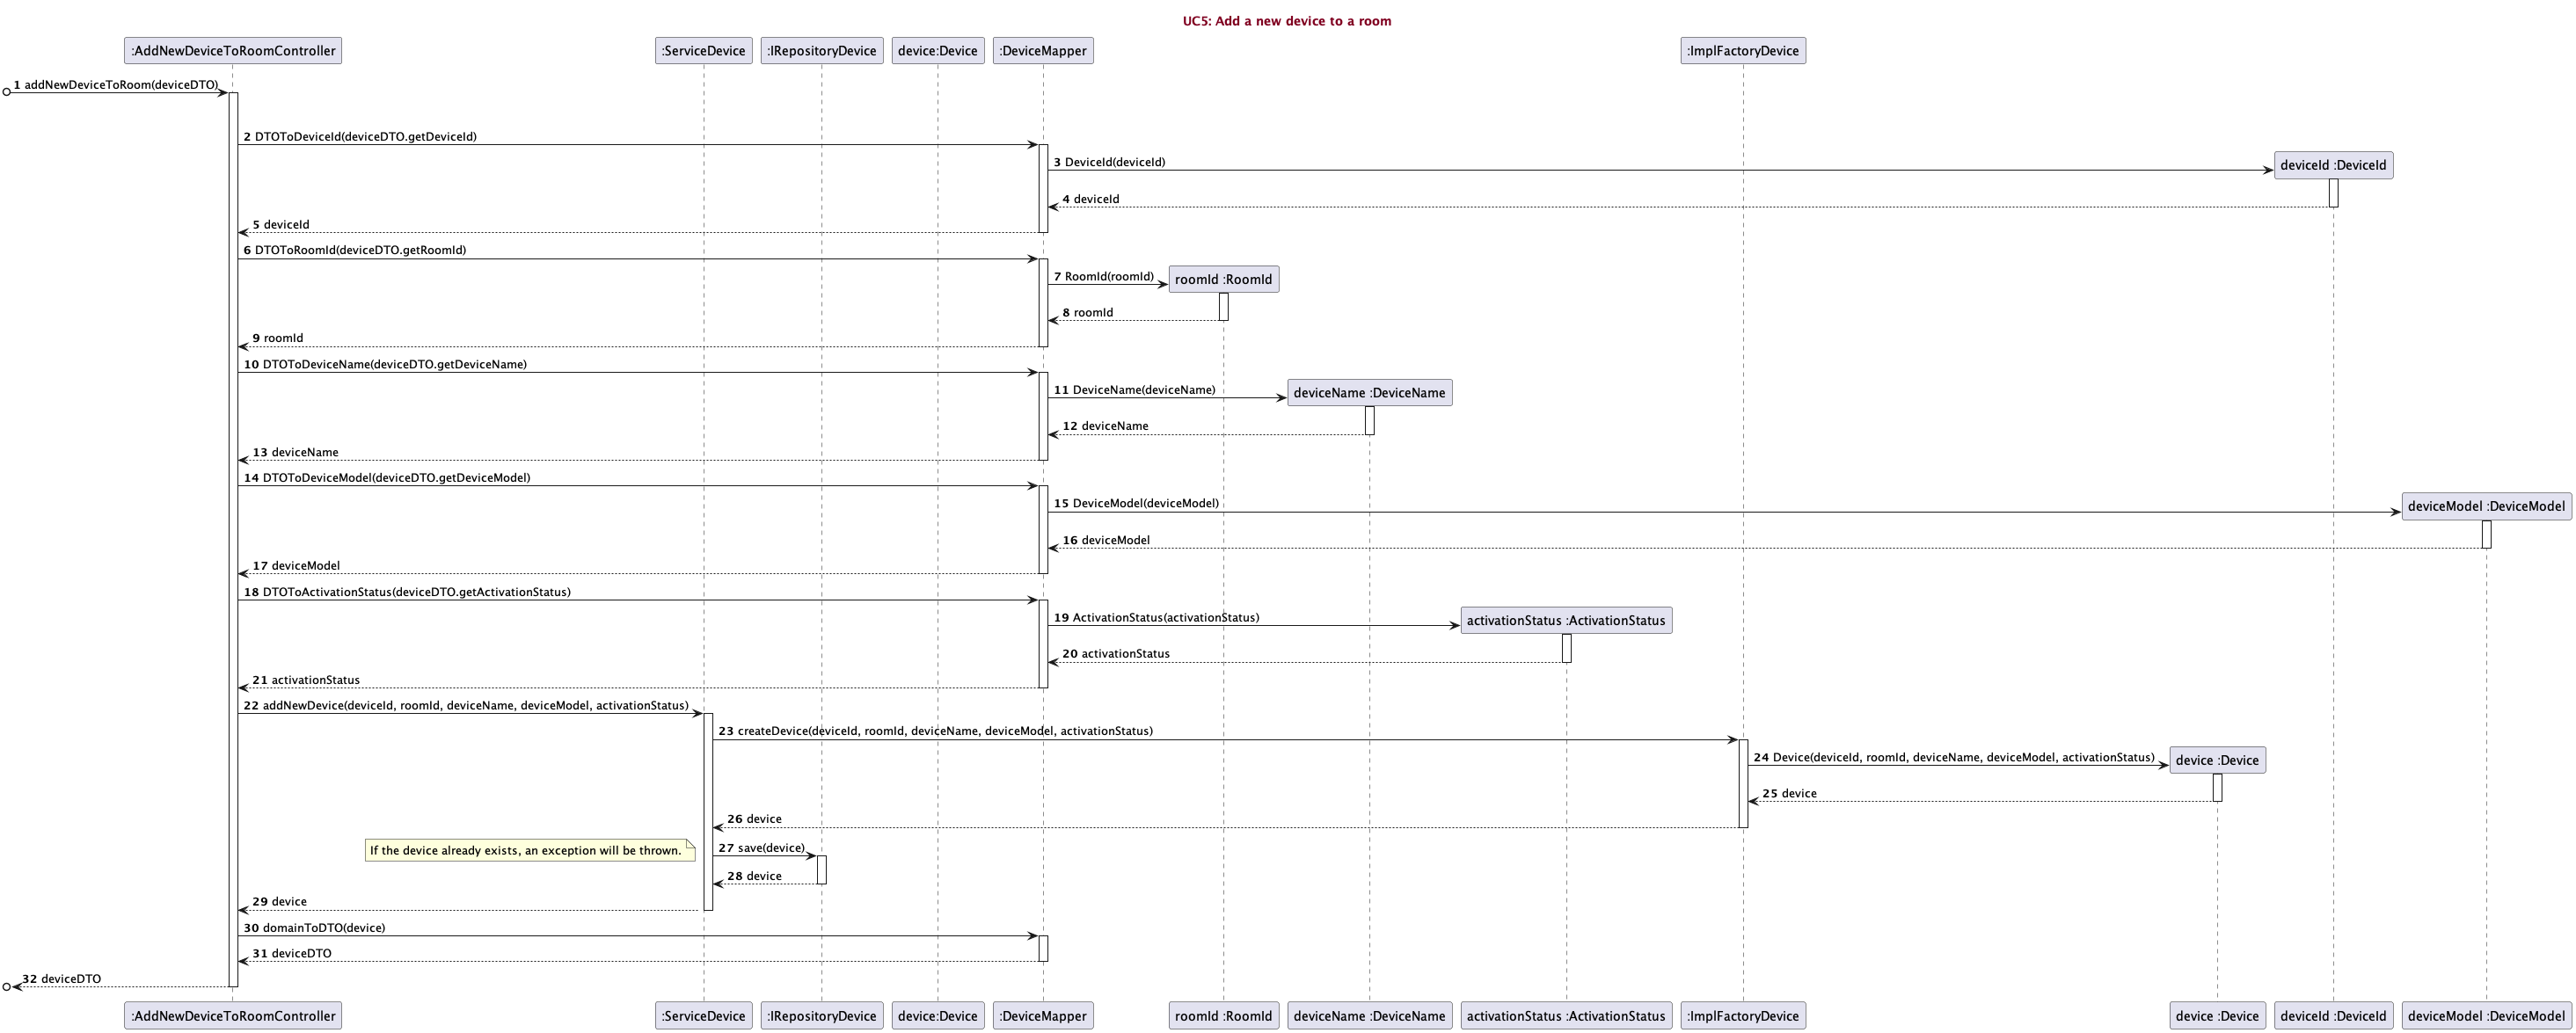 UC5: Add a new device to a room
:AddNewDeviceToRoomController
:ServiceDevice
:IRepositoryDevice
device:Device
:DeviceMapper
:ImplFactoryDevice
1 addNewDeviceToRoom(deviceDTO)
2 DTOToDeviceId(deviceDTO.getDeviceId)
3 DeviceId(deviceId)
deviceId :DeviceId
4 deviceId
5 deviceId
6 DTOToRoomId(deviceDTO.getRoomId)
7 RoomId(roomId)
roomId :RoomId
8 roomId
9 roomId
10 DTOToDeviceName(deviceDTO.getDeviceName)
11 DeviceName(deviceName)
deviceName :DeviceName
12 deviceName
13 deviceName
14 DTOToDeviceModel(deviceDTO.getDeviceModel)
15 DeviceModel(deviceModel)
deviceModel :DeviceModel
16 deviceModel
17 deviceModel
18 DTOToActivationStatus(deviceDTO.getActivationStatus)
19 ActivationStatus(activationStatus)
activationStatus :ActivationStatus
20 activationStatus
21 activationStatus
22 addNewDevice(deviceId, roomId, deviceName, deviceModel, activationStatus)
23 createDevice(deviceId, roomId, deviceName, deviceModel, activationStatus)
24 Device(deviceId, roomId, deviceName, deviceModel, activationStatus)
device :Device
25 device
26 device
If the device already exists, an exception will be thrown.
27 save(device)
28 device
29 device
30 domainToDTO(device)
31 deviceDTO
32 deviceDTO
:AddNewDeviceToRoomController
:ServiceDevice
:IRepositoryDevice
device:Device
:DeviceMapper
roomId :RoomId
deviceName :DeviceName
activationStatus :ActivationStatus
:ImplFactoryDevice
device :Device
deviceId :DeviceId
deviceModel :DeviceModel